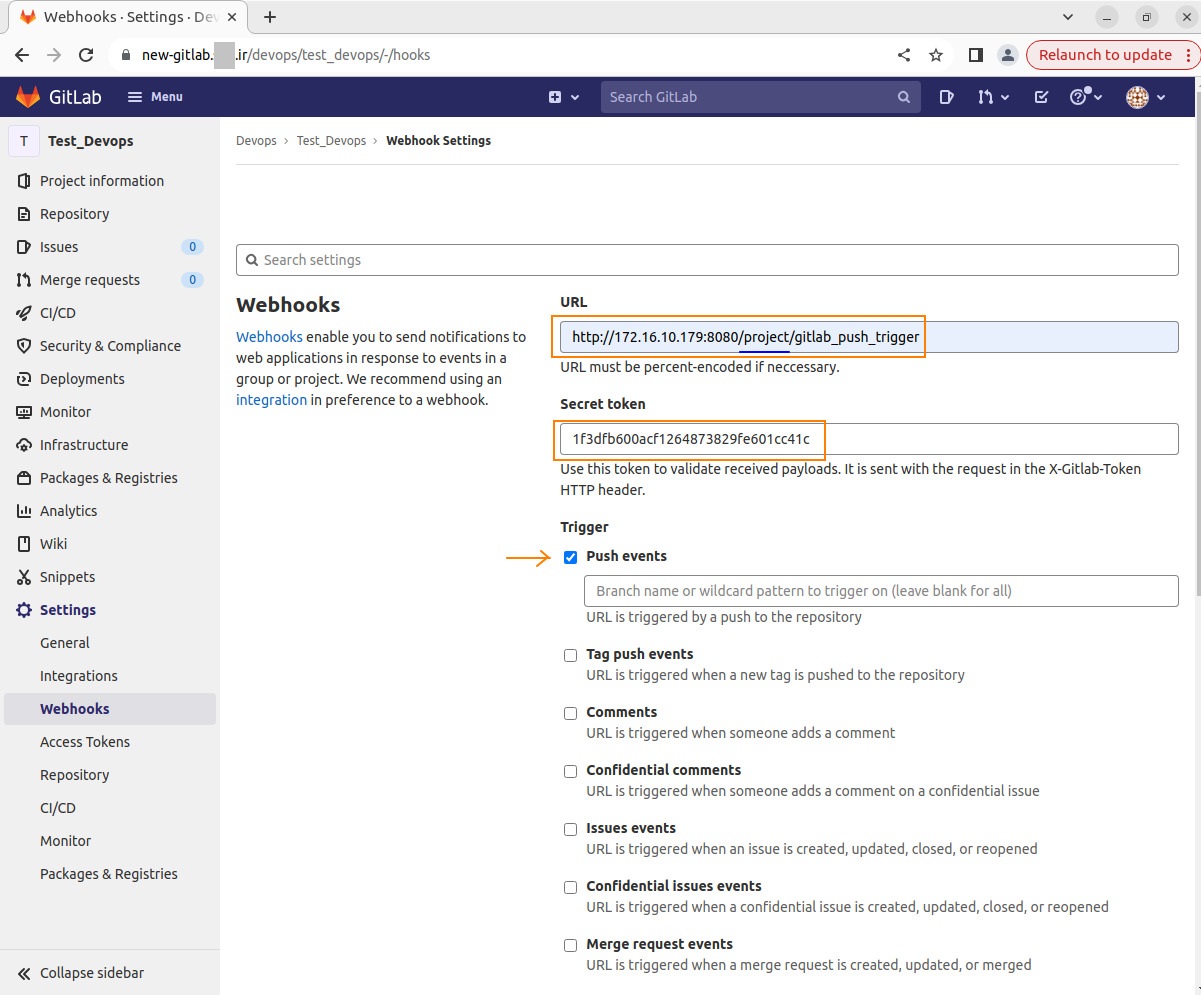 Webhooks · Settings · Dev
new-gitlab. .ir/devops/test_devops/-/hooks
Relaunch to update
GitLab
Menu
Search GitLab
T
Test_Devops
Project information
Repository
Issues
0
Merge requests
0
CI/CD
Security & Compliance
Deployments
Monitor
Infrastructure
Packages & Registries
Analytics
Wiki
Snippets
Settings
General
Integrations
Webhooks
Access Tokens
Repository
CI/CD
Monitor
Packages & Registries
Collapse sidebar
Devops › Test_Devops › Webhook Settings
Search settings
Webhooks
Webhooks enable you to send notifications to
web applications in response to events in a
group or project. We recommend using an
integration in preference to a webhook.
URL
http://172.16.10.179:8080/project/gitlab_push_trigger
URL must be percent-encoded if neccessary.
Secret token
1f3dfb600acf1264873829fe601cc41c
Use this token to validate received payloads. It is sent with the request in the X-Gitlab-Token
HTTP header.
Trigger
Push events
Branch name or wildcard pattern to trigger on (leave blank for all)
URL is triggered by a push to the repository
Tag push events
URL is triggered when a new tag is pushed to the repository
Comments
URL is triggered when someone adds a comment
Confidential comments
URL is triggered when someone adds a comment on a confidential issue
Issues events
URL is triggered when an issue is created, updated, closed, or reopened
Confidential issues events
URL is triggered when a confidential issue is created, updated, closed, or reopened
Merge request events
URL is triggered when a merge request is created, updated, or merged